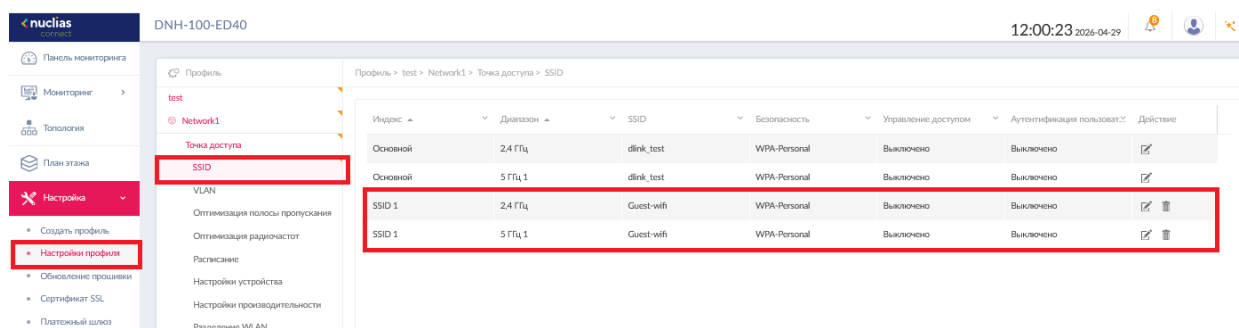 nuclias
connect
DNH-100-ED40
12:00:23 2026-04-29
Панель мониторинга
Мониторинг
Топология
План этажа
Настройка
Создать профиль
Настройки профиля
Обновление прошивки
Сертификат SSL
Платежный шлюз
Профиль
test
Network1
Точка доступа
SSID
VLAN
Оптимизация полосы пропускания
Оптимизация радиочастот
Расписание
Настройки устройства
Настройки производительности
Разделение WLAN
Профиль > test > Network1 > Точка доступа > SSID
Индекс Диапазон SSID Безопасность Управление доступом Аутентификация пользоват... Действие
Основной 2,4 ГГц dlink_test WPA-Personal Выключено Выключено
Основной 5 ГГц 1 dlink_test WPA-Personal Выключено Выключено
SSID 1 2,4 ГГц Guest-wifi WPA-Personal Выключено Выключено
SSID 1 5 ГГц 1 Guest-wifi WPA-Personal Выключено Выключено